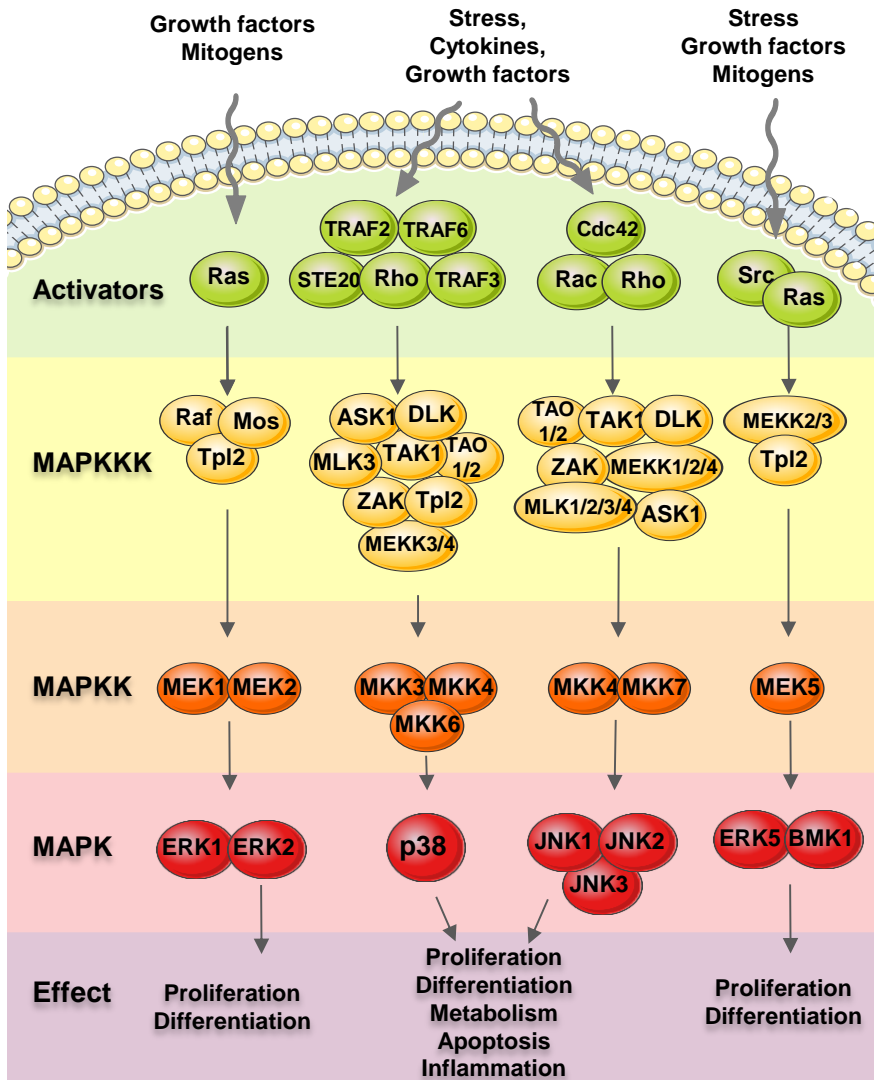 Growth factors
Mitogens
Stress,
Cytokines,
Growth factors
Stress
Growth factors
Mitogens
Activators
Ras
TRAF2
TRAF6
STE20
Rho
TRAF3
Cdc42
Rac
Rho
Src
Ras
MAPKKK
Raf
Mos
Tpl2
ASK1
DLK
MLK3
TAK1
TAO
1/2
ZAK
Tpl2
MEKK3/4
TAO
1/2
TAK1
DLK
ZAK
MEKK1/2/4
MLK1/2/3/4
ASK1
MEKK2/3
Tpl2
MAPKK
MEK1
MEK2
MKK3
MKK4
MKK6
MKK4
MKK7
MEK5
MAPK
ERK1
ERK2
p38
JNK1
JNK2
JNK3
ERK5
BMK1
Effect
Proliferation
Differentiation
Proliferation
Differentiation
Metabolism
Apoptosis
Inflammation
Proliferation
Differentiation